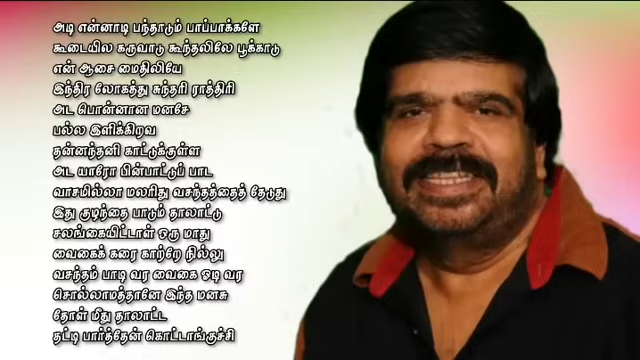 அடி என்னாடி பந்தாடும் பாப்பாக்களே
கூடையில கருவாடு கூந்தலிலே பூக்காடு
என் ஆசை மைதிலியே
இந்திர லோகத்து சுந்தரி ராத்திரி
அட பொன்னான மனசே
பல்ல இளிக்கிறவ
தன்னந்தனி காட்டுக்குள்ள
அட யாரோ பின்பாட்டுப் பாட
வாசமில்லா மலரிது வசந்தத்தைத் தேடுது
இது குழந்தை பாடும் தாலாட்டு
சலங்கையிட்டாள் ஒரு மாது
வைகைக் கரை காற்றே நில்லு
வசந்தம் பாடி வர வைகை ஓடி வர
சொல்லாமத்தானே இந்த மனசு
தோள் மீது தாலாட்ட
தட்டி பார்த்தேன் கொட்டாங்குச்சி